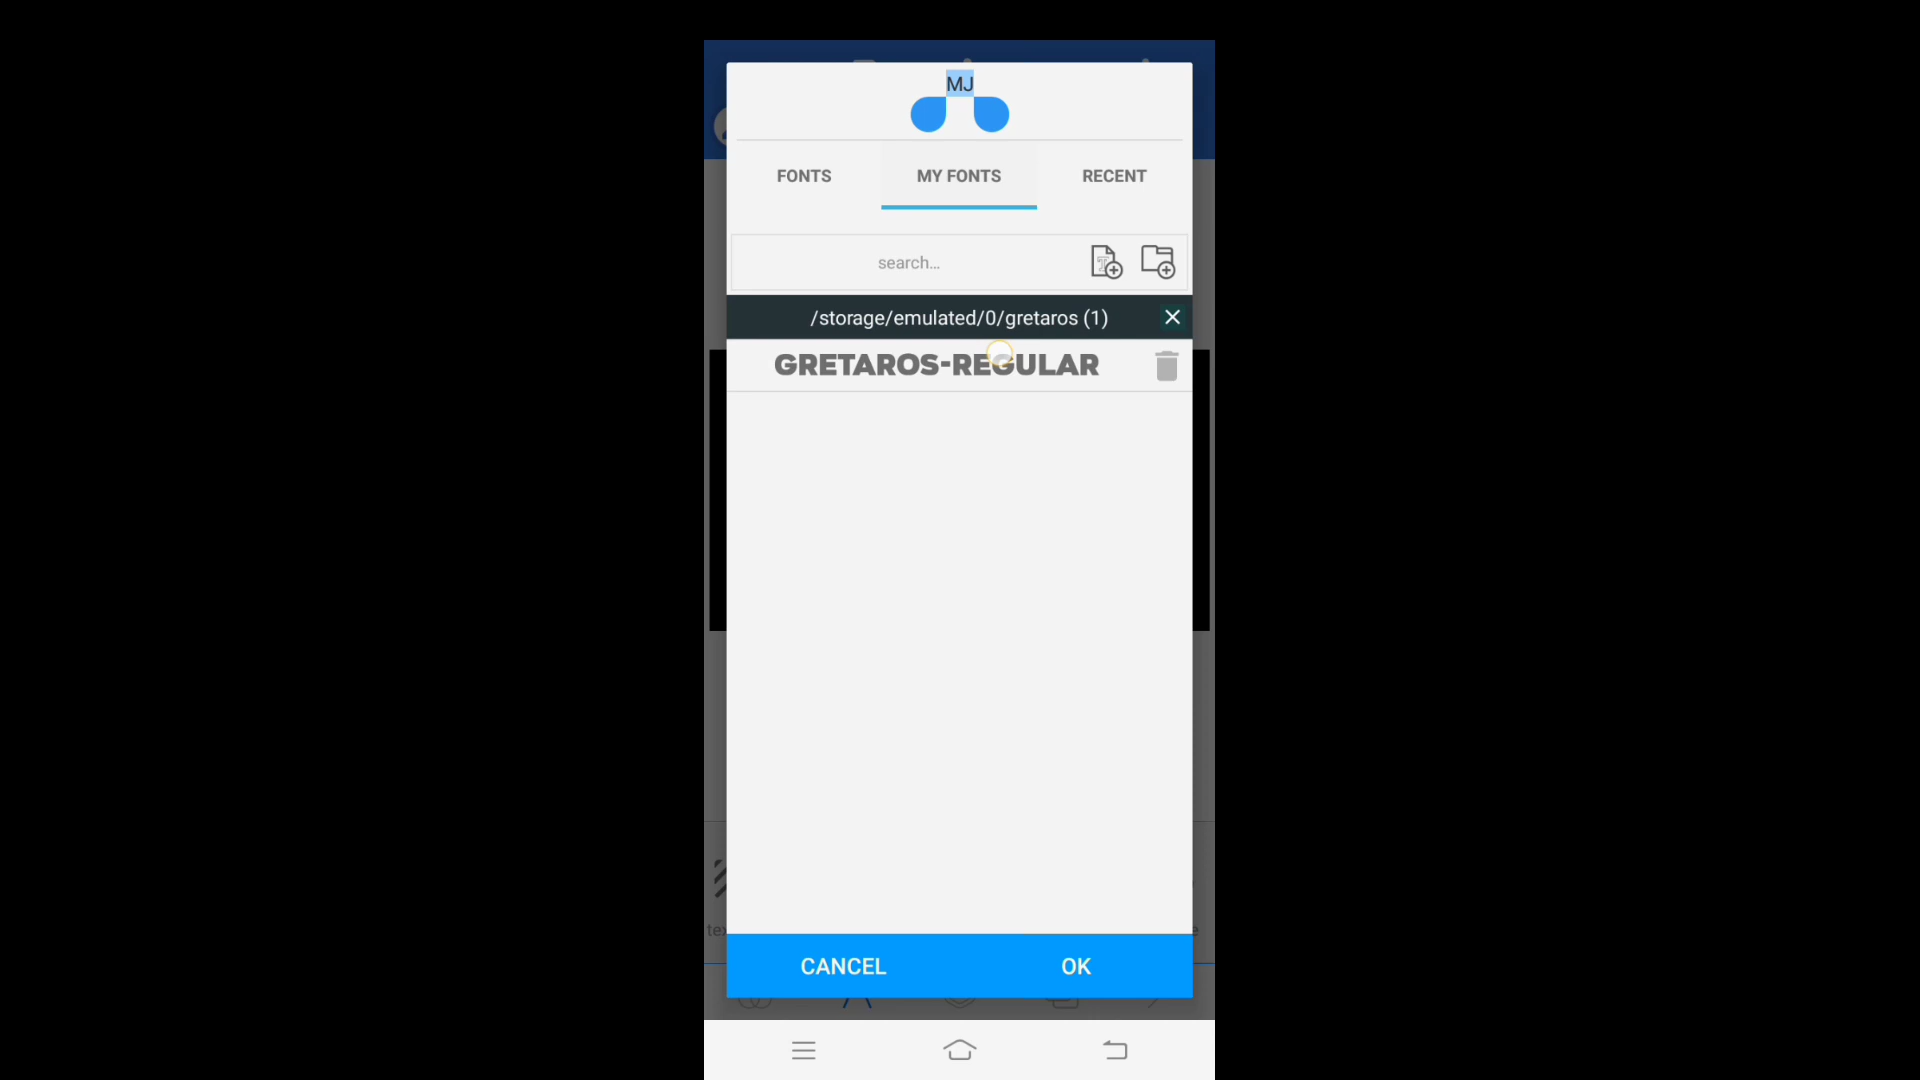 MJ
FONTS MY FONTS RECENT
search...
/storage/emulated/0/gretaros (1)
GRETAROS-REGULAR
CANCEL OK